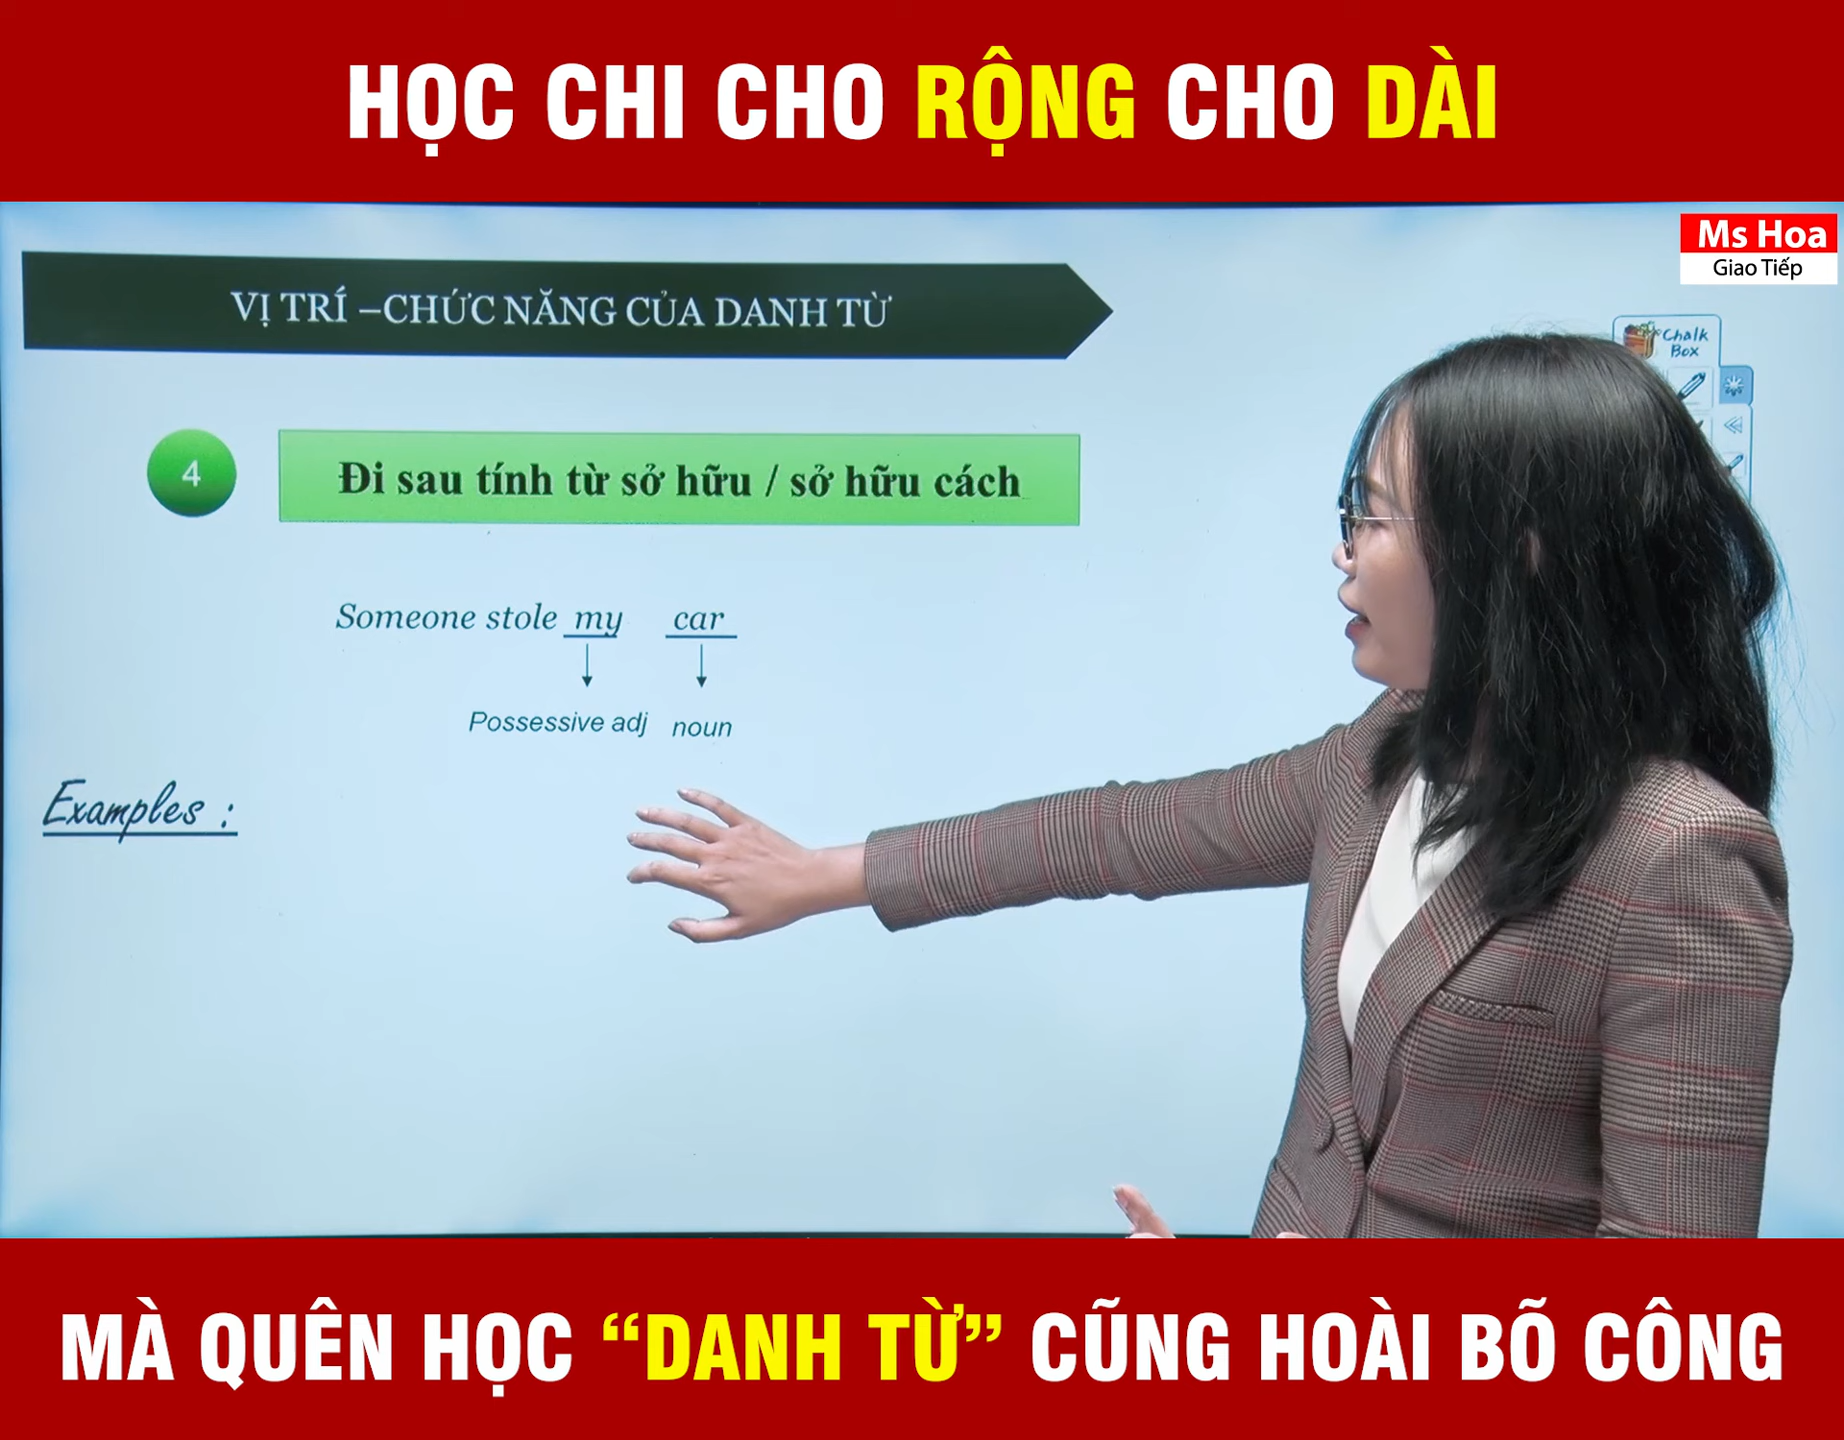 HỌC CHI CHO RỘNG CHO DÀI
Ms Hoa
Giao Tiếp
VỊ TRÍ –CHỨC NĂNG CỦA DANH TỪ
Chalk
Box
4
Đi sau tính từ sở hữu / sở hữu cách
Someone stole my car
Possessive adj noun
Examples :
MÀ QUÊN HỌC “DANH TỪ” CŨNG HOÀI BÕ CÔNG